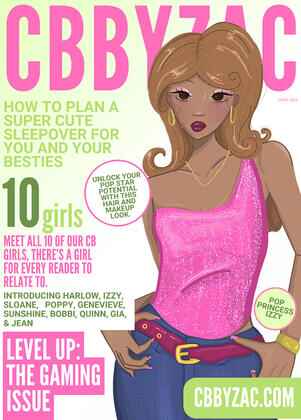 CBBYZAC
HOW TO PLAN A
SUPER CUTE
SLEEPOVER FOR
YOU AND YOUR
BESTIES
UNLOCK YOUR
POP STAR
POTENTIAL
WITH THIS
HAIR AND
MAKEUP
LOOK.
10 girls
MEET ALL 10 OF OUR CB
GIRLS, THERE'S A GIRL
FOR EVERY READER TO
RELATE TO.
INTRODUCING HARLOW, IZZY,
SLOANE, POPPY, GENEVIEVE,
SUNSHINE, BOBBI, QUINN, GIA,
& JEAN
POP
PRINCESS
IZZY
LEVEL UP:
THE GAMING
ISSUE
CBBYZAC.COM